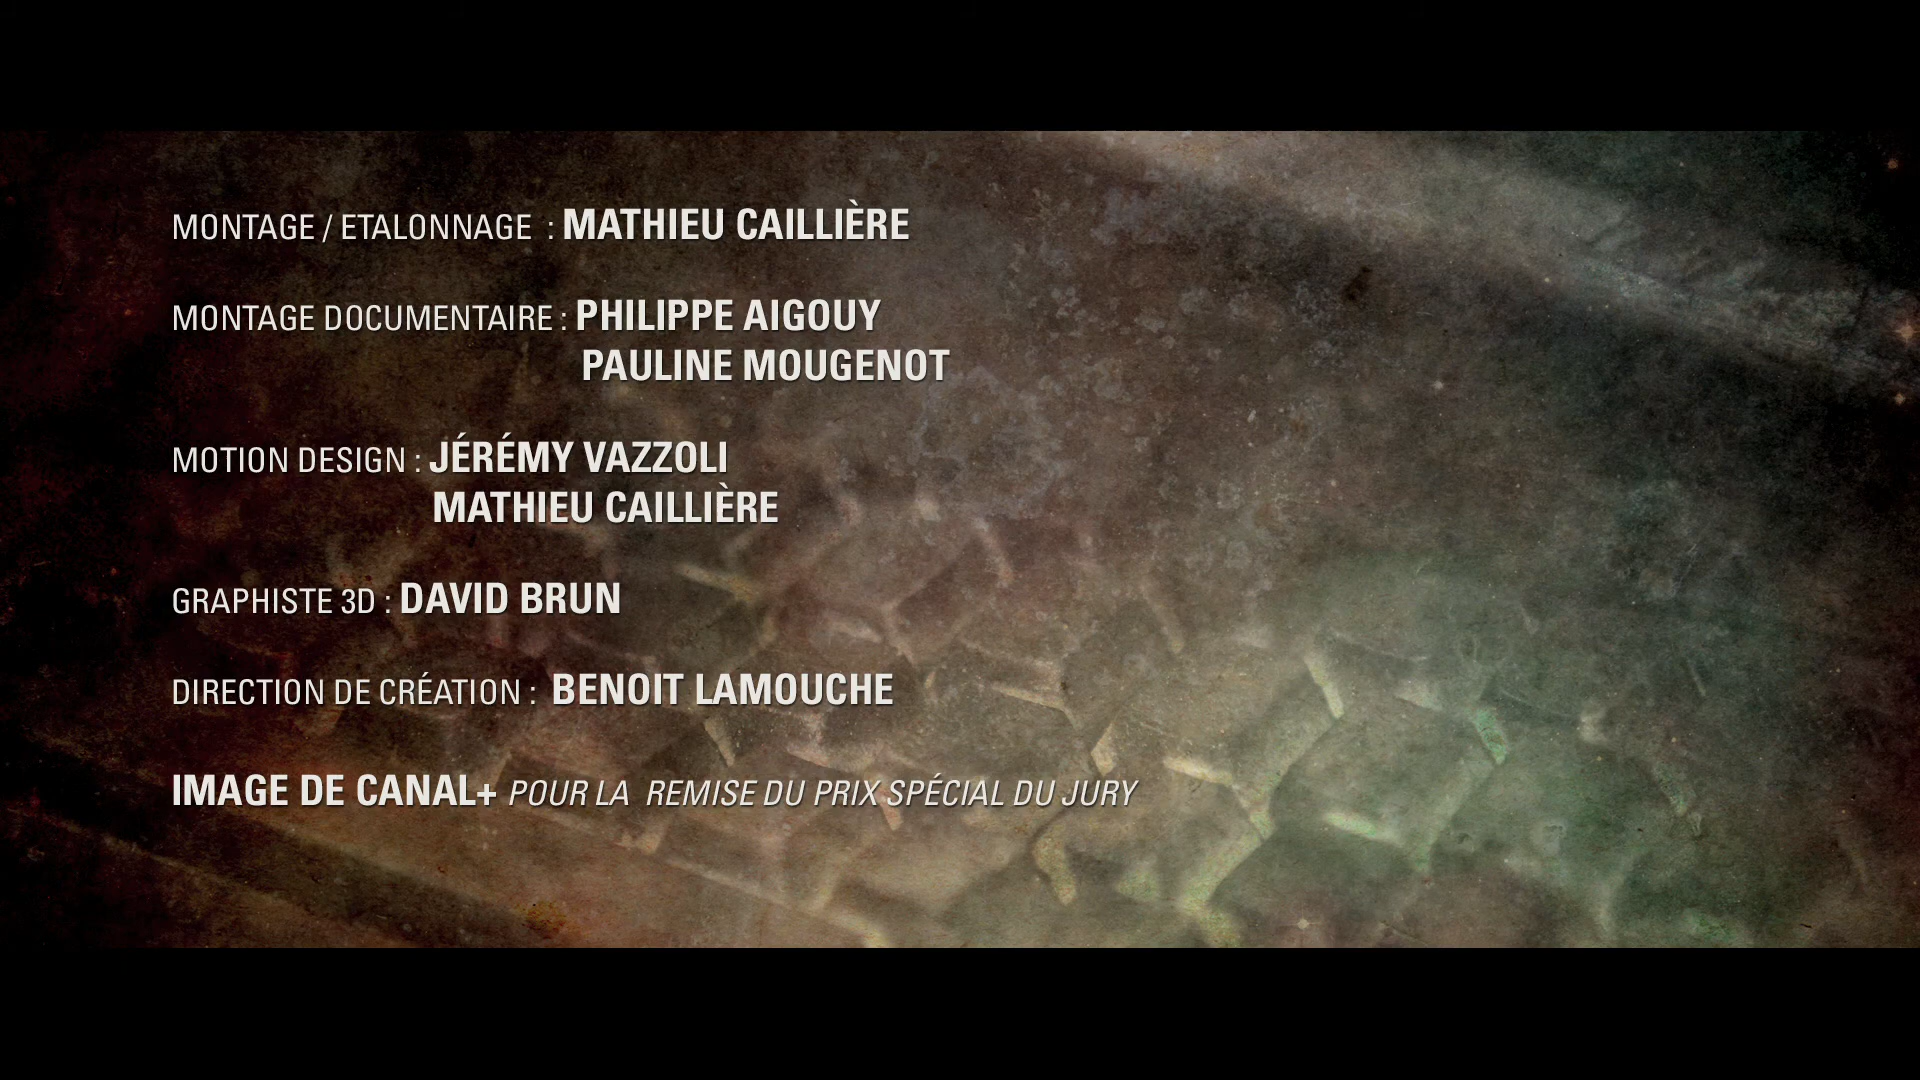 MONTAGE / ETALONNAGE : MATHIEU CAILLIÈRE
MONTAGE DOCUMENTAIRE : PHILIPPE AIGOUY
PAULINE MOUGENOT
MOTION DESIGN : JÉRÉMY VAZZOLI
MATHIEU CAILLIÈRE
GRAPHISTE 3D : DAVID BRUN
DIRECTION DE CRÉATION : BENOIT LAMOUCHE
IMAGE DE CANAL+ POUR LA REMISE DU PRIX SPÉCIAL DU JURY